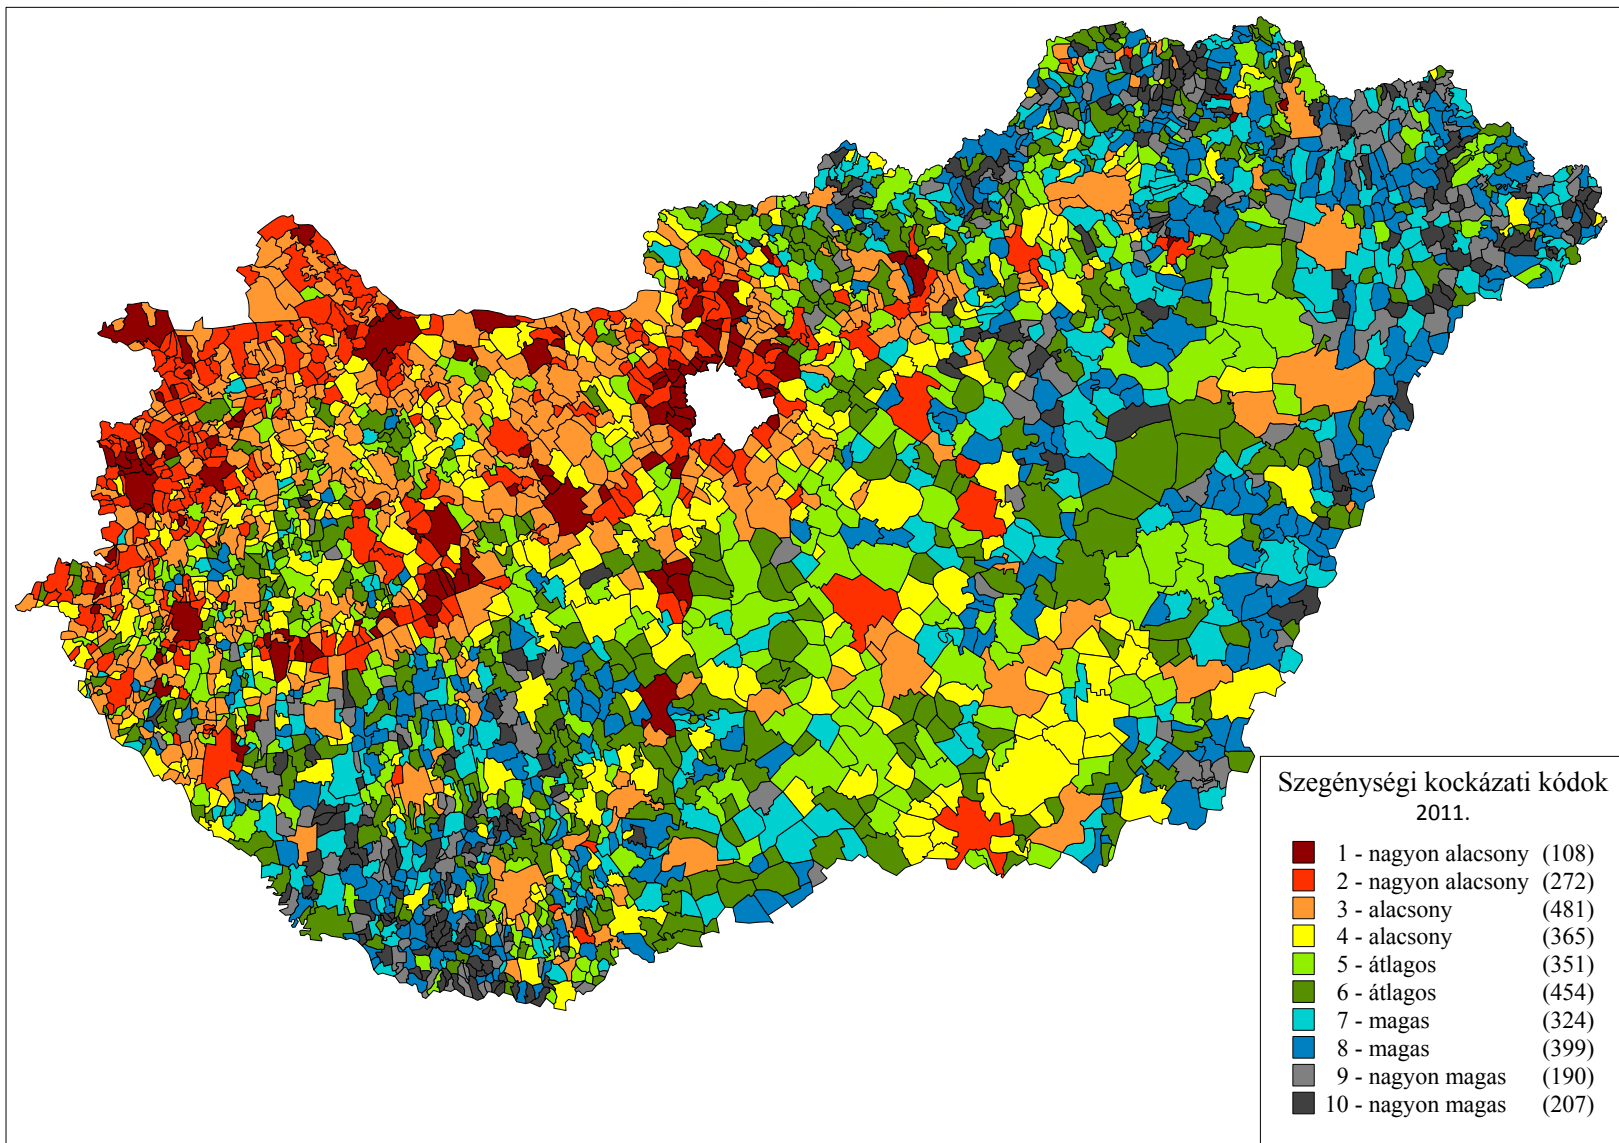 Szegénységi kockázati kódok
2011.
1 - nagyon alacsony (108)
2 - nagyon alacsony (272)
3 - alacsony (481)
4 - alacsony (365)
5 - átlagos (351)
6 - átlagos (454)
7 - magas (324)
8 - magas (399)
9 - nagyon magas (190)
10 - nagyon magas (207)